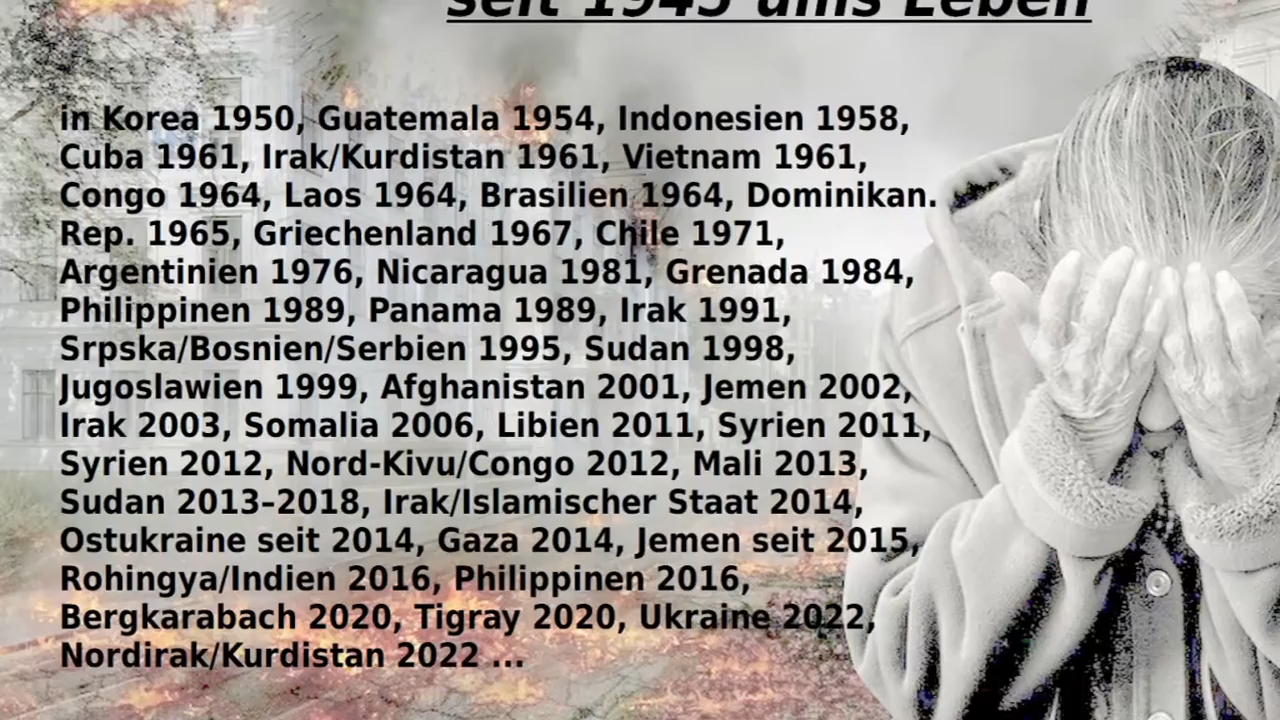 seit 1945 ums Leben
in Korea 1950, Guatemala 1954, Indonesien 1958,
Cuba 1961, Irak/Kurdistan 1961, Vietnam 1961,
Congo 1964, Laos 1964, Brasilien 1964, Dominikan.
Rep. 1965, Griechenland 1967, Chile 1971,
Argentinien 1976, Nicaragua 1981, Grenada 1984,
Philippinen 1989, Panama 1989, Irak 1991,
Srpska/Bosnien/Serbien 1995, Sudan 1998,
Jugoslawien 1999, Afghanistan 2001, Jemen 2002,
Irak 2003, Somalia 2006, Libien 2011, Syrien 2011,
Syrien 2012, Nord-Kivu/Congo 2012, Mali 2013,
Sudan 2013–2018, Irak/Islamischer Staat 2014,
Ostukraine seit 2014, Gaza 2014, Jemen seit 2015,
Rohingya/Indien 2016, Philippinen 2016,
Bergkarabach 2020, Tigray 2020, Ukraine 2022,
Nordirak/Kurdistan 2022 ...